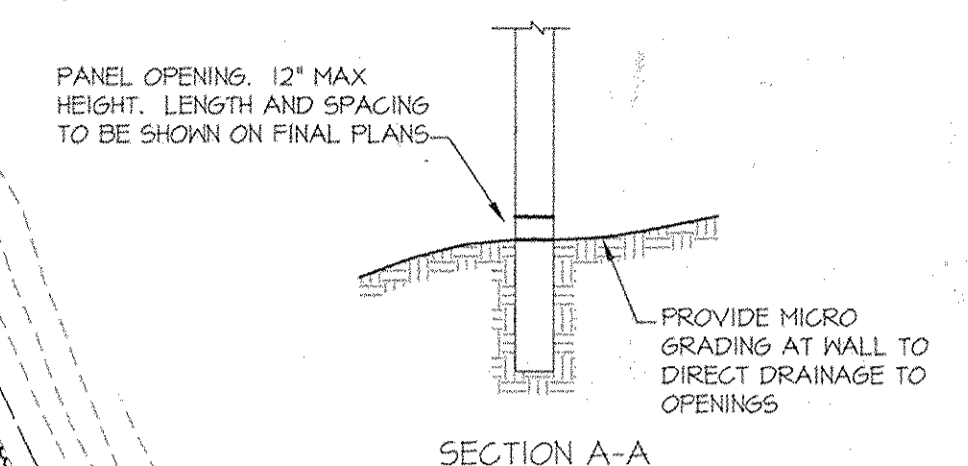 PANEL OPENING. 12" MAX
HEIGHT. LENGTH AND SPACING
TO BE SHOWN ON FINAL PLANS
PROVIDE MICRO
GRADING AT WALL TO
DIRECT DRAINAGE TO
OPENINGS
SECTION A-A